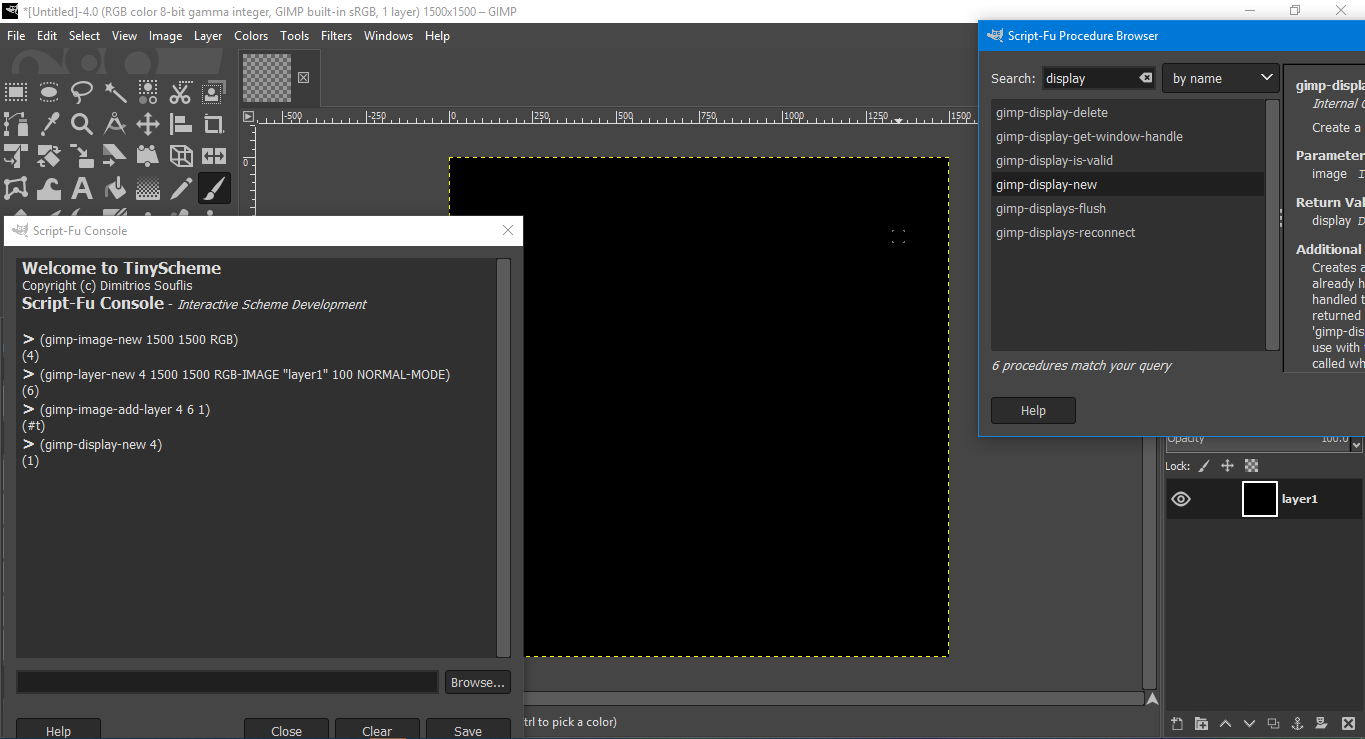 *[Untitled]-4.0 (RGB color 8-bit gamma integer, GIMP built-in sRGB, 1 layer) 1500x1500 – GIMP
File Edit Select View Image Layer Colors Tools Filters Windows Help
-500 -250 0 250 500 750 1000 1250 1500
0
Script-Fu Console
Welcome to TinyScheme
Copyright (c) Dimitrios Souflis
Script-Fu Console - Interactive Scheme Development
> (gimp-image-new 1500 1500 RGB)
(4)
> (gimp-layer-new 4 1500 1500 RGB-IMAGE "layer1" 100 NORMAL-MODE)
(6)
> (gimp-image-add-layer 4 6 1)
(#t)
> (gimp-display-new 4)
(1)
Browse...
Help Close Clear Save
trl to pick a color)
Script-Fu Procedure Browser
Search: display by name
gimp-display-delete
gimp-display-get-window-handle
gimp-display-is-valid
gimp-display-new
gimp-displays-flush
gimp-displays-reconnect
6 procedures match your query
Help
gimp-displa
Internal
Create a
Parameter
image
Return Val
display
Additional
Creates a
already h
handled t
returned
'gimp-dis
use with
called wh
Opacity 100.0
Lock:
layer1